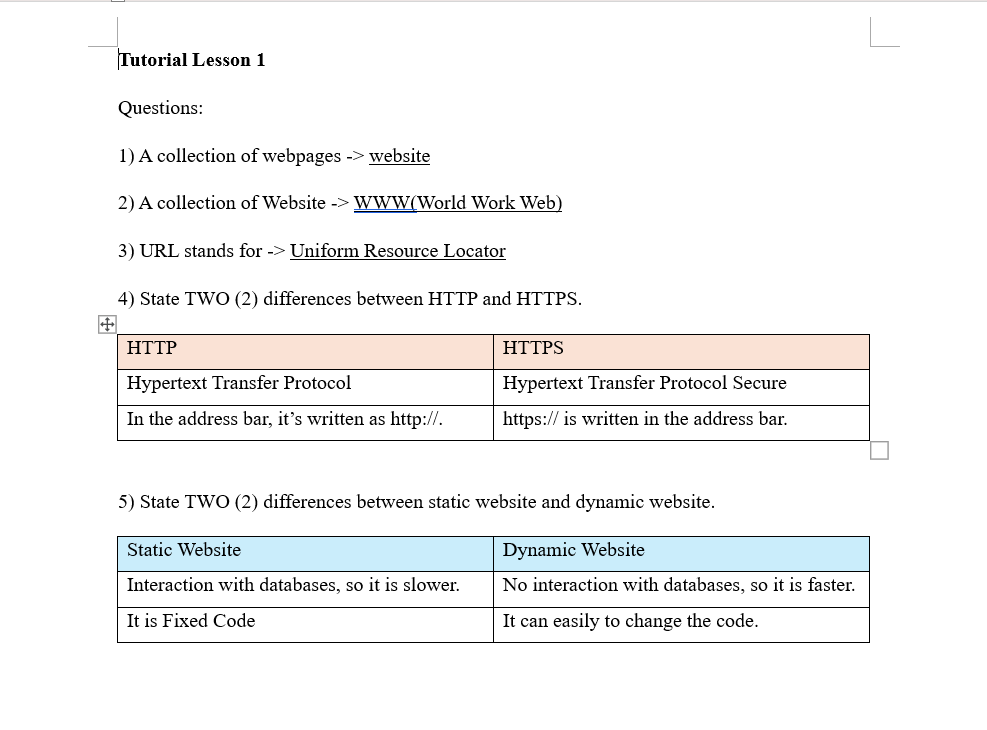 Tutorial Lesson 1
Questions:
1) A collection of webpages -> website
2) A collection of Website -> WWW(World Work Web)
3) URL stands for -> Uniform Resource Locator
4) State TWO (2) differences between HTTP and HTTPS.
HTTP HTTPS
Hypertext Transfer Protocol Hypertext Transfer Protocol Secure
In the address bar, it’s written as http://. https:// is written in the address bar.
5) State TWO (2) differences between static website and dynamic website.
Static Website Dynamic Website
Interaction with databases, so it is slower. No interaction with databases, so it is faster.
It is Fixed Code It can easily to change the code.